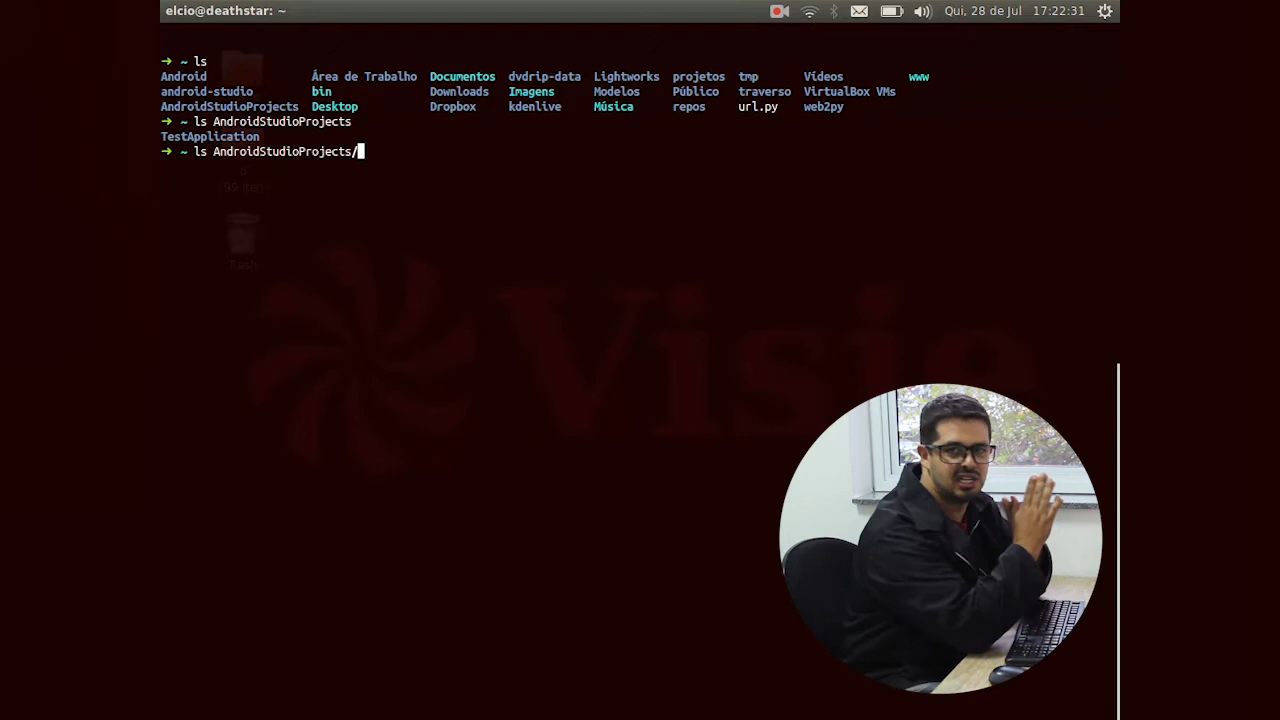 elcio@deathstar: ~ Qui, 28 de Jul 17:22:31
➜ ~ ls
Android Área de Trabalho Documentos dvdrip-data Lightworks projetos tmp Vídeos www
android-studio bin Downloads Imagens Modelos Público traverso VirtualBox VMs
AndroidStudioProjects Desktop Dropbox kdenlive Música repos url.py web2py
➜ ~ ls AndroidStudioProjects
TestApplication
➜ ~ ls AndroidStudioProjects/
Rash
Visie